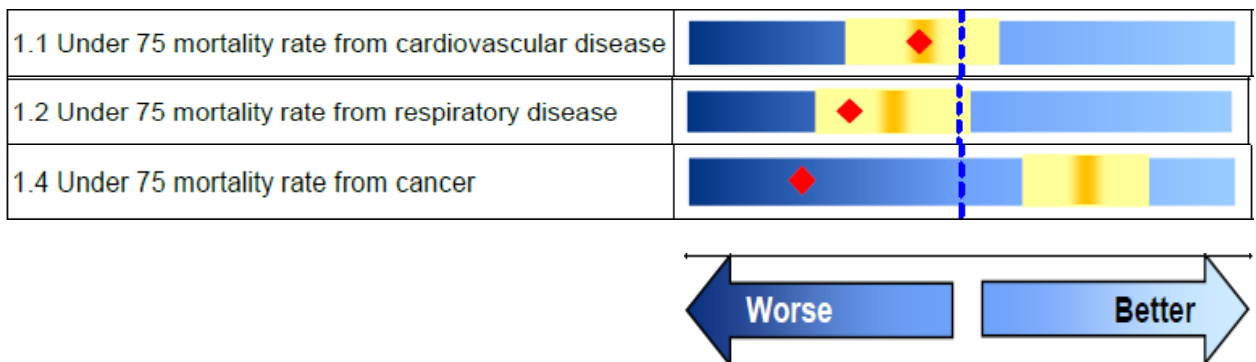 1.1 Under 75 mortality rate from cardiovascular disease
1.2 Under 75 mortality rate from respiratory disease
1.4 Under 75 mortality rate from cancer
Worse Better